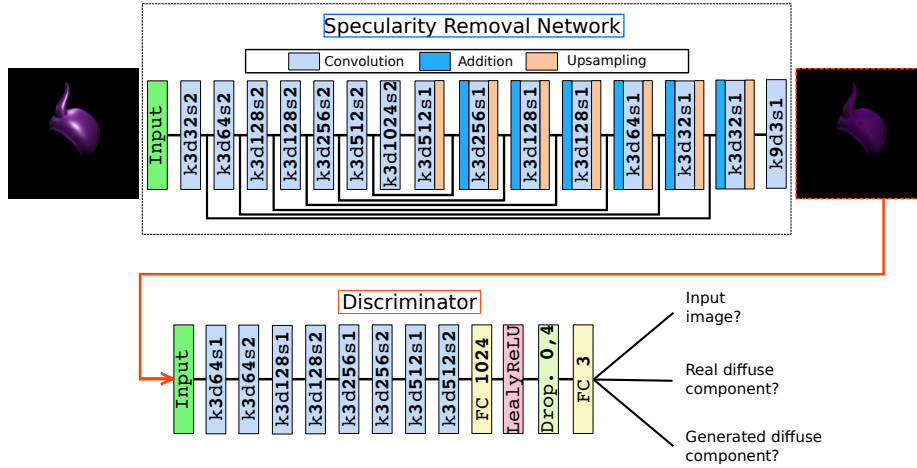 Specularity Removal Network
Convolution
Addition
Upsampling
Input
k3d32s2
k3d64s2
k3d128s2
k3d128s2
k3d256s2
k3d512s2
k3d1024s2
k3d512s1
k3d256s1
k3d128s1
k3d128s1
k3d64s1
k3d32s1
k3d32s1
k9d3s1
Discriminator
Input
k3d64s1
k3d64s2
k3d128s1
k3d128s2
k3d256s1
k3d256s2
k3d512s1
k3d512s2
FC 1024
LealyReLU
Drop. 0,4
FC 3
Input
image?
Real diffuse
component?
Generated diffuse
component?